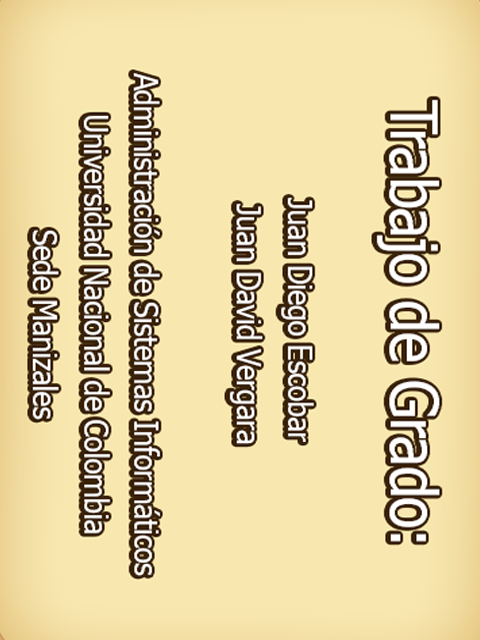 Trabajo de Grado:
Juan Diego Escobar
Juan David Vergara
Administración de Sistemas Informáticos
Universidad Nacional de Colombia
Sede Manizales